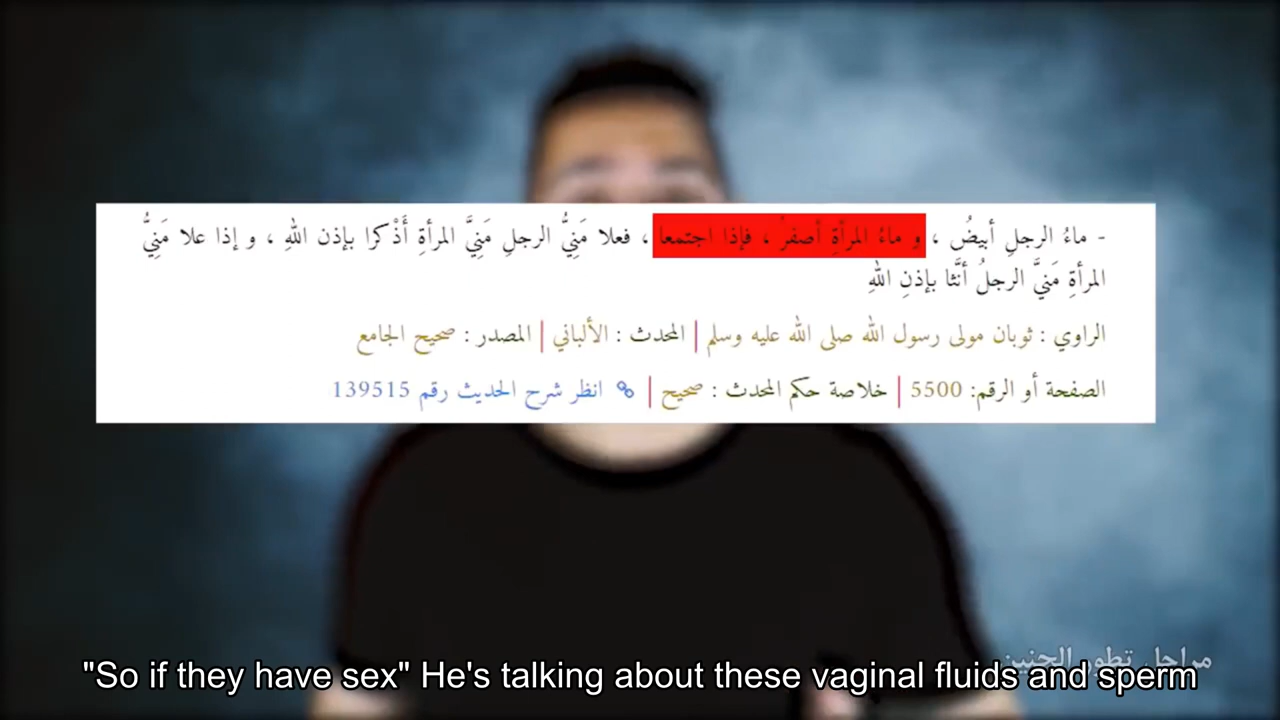 - ماءُ الرجلِ أبيضُ ، و ماءُ المرأةِ أصفرُ ، فإذا اجتمعا ، فعلا مَنِيُّ الرجلِ مَنِيَّ المرأةِ أَذْكرا بإذن اللهِ ، و إذا علا مَنِيُّ
المرأةِ مَنيَّ الرجلُ أنَّثا بإذنِ اللهِ
الراوي : ثوبان مولى رسول الله صلى الله عليه وسلم | المحدث : الألباني | المصدر : صحيح الجامع
الصفحة أو الرقم: 5500 | خلاصة حكم المحدث : صحيح | انظر شرح الحديث رقم 139515
مراحل تطور الجنين
"So if they have sex" He's talking about these vaginal fluids and sperm